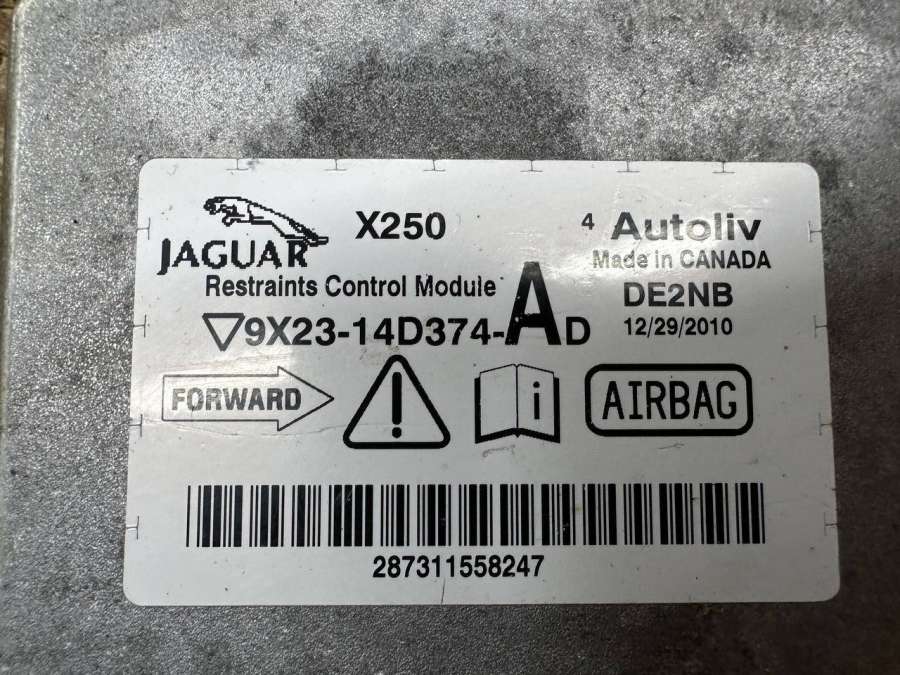 JAGUAR X250 4 Autoliv
Made in CANADA
Restraints Control Module DE2NB
▽9X23-14D374-AD 12/29/2010
FORWARD ! i AIRBAG
287311558247